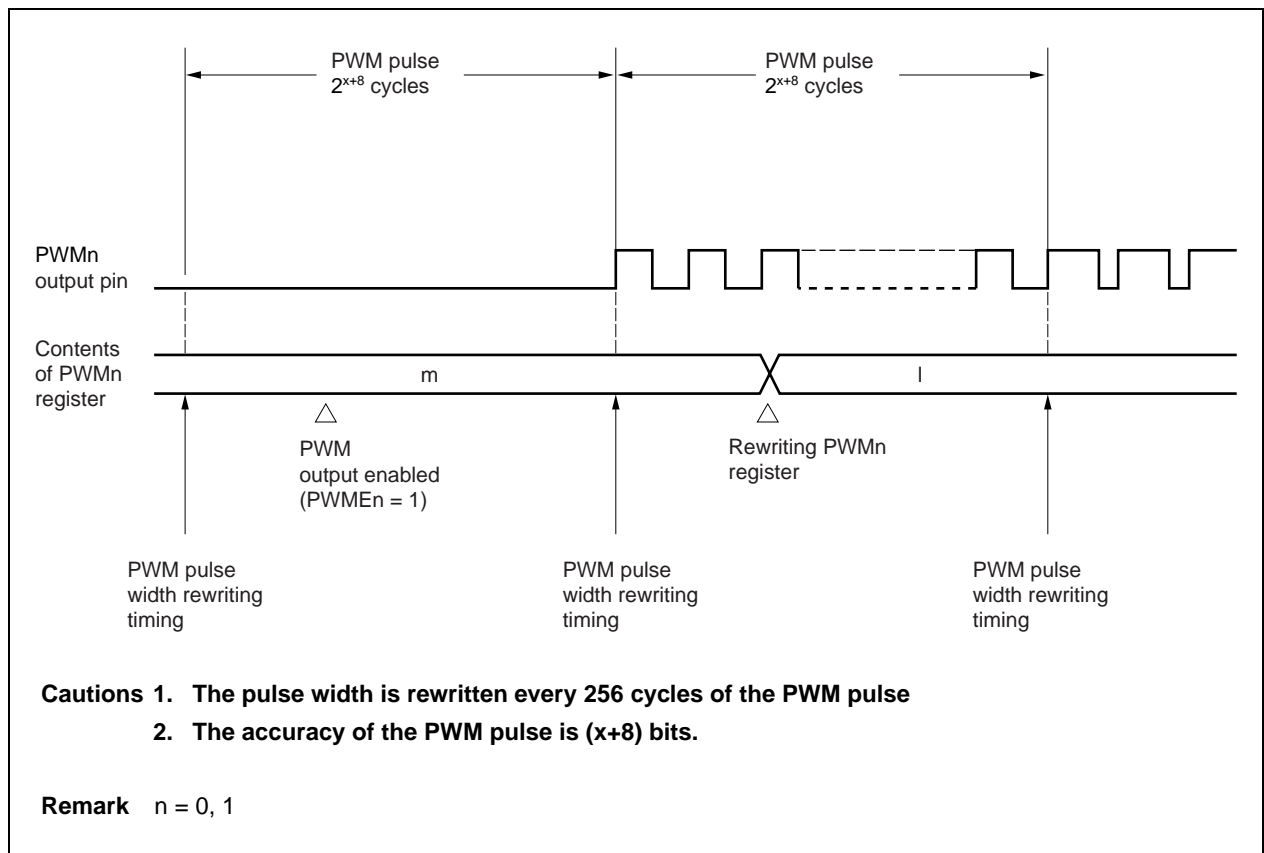 PWM pulse
2^x+8 cycles
PWM pulse
2^x+8 cycles
PWMn
output pin
Contents
of PWMn
register
m
l
PWM
output enabled
(PWMEn = 1)
Rewriting PWMn
register
PWM pulse
width rewriting
timing
PWM pulse
width rewriting
timing
PWM pulse
width rewriting
timing
Cautions 1. The pulse width is rewritten every 256 cycles of the PWM pulse
2. The accuracy of the PWM pulse is (x+8) bits.
Remark n = 0, 1